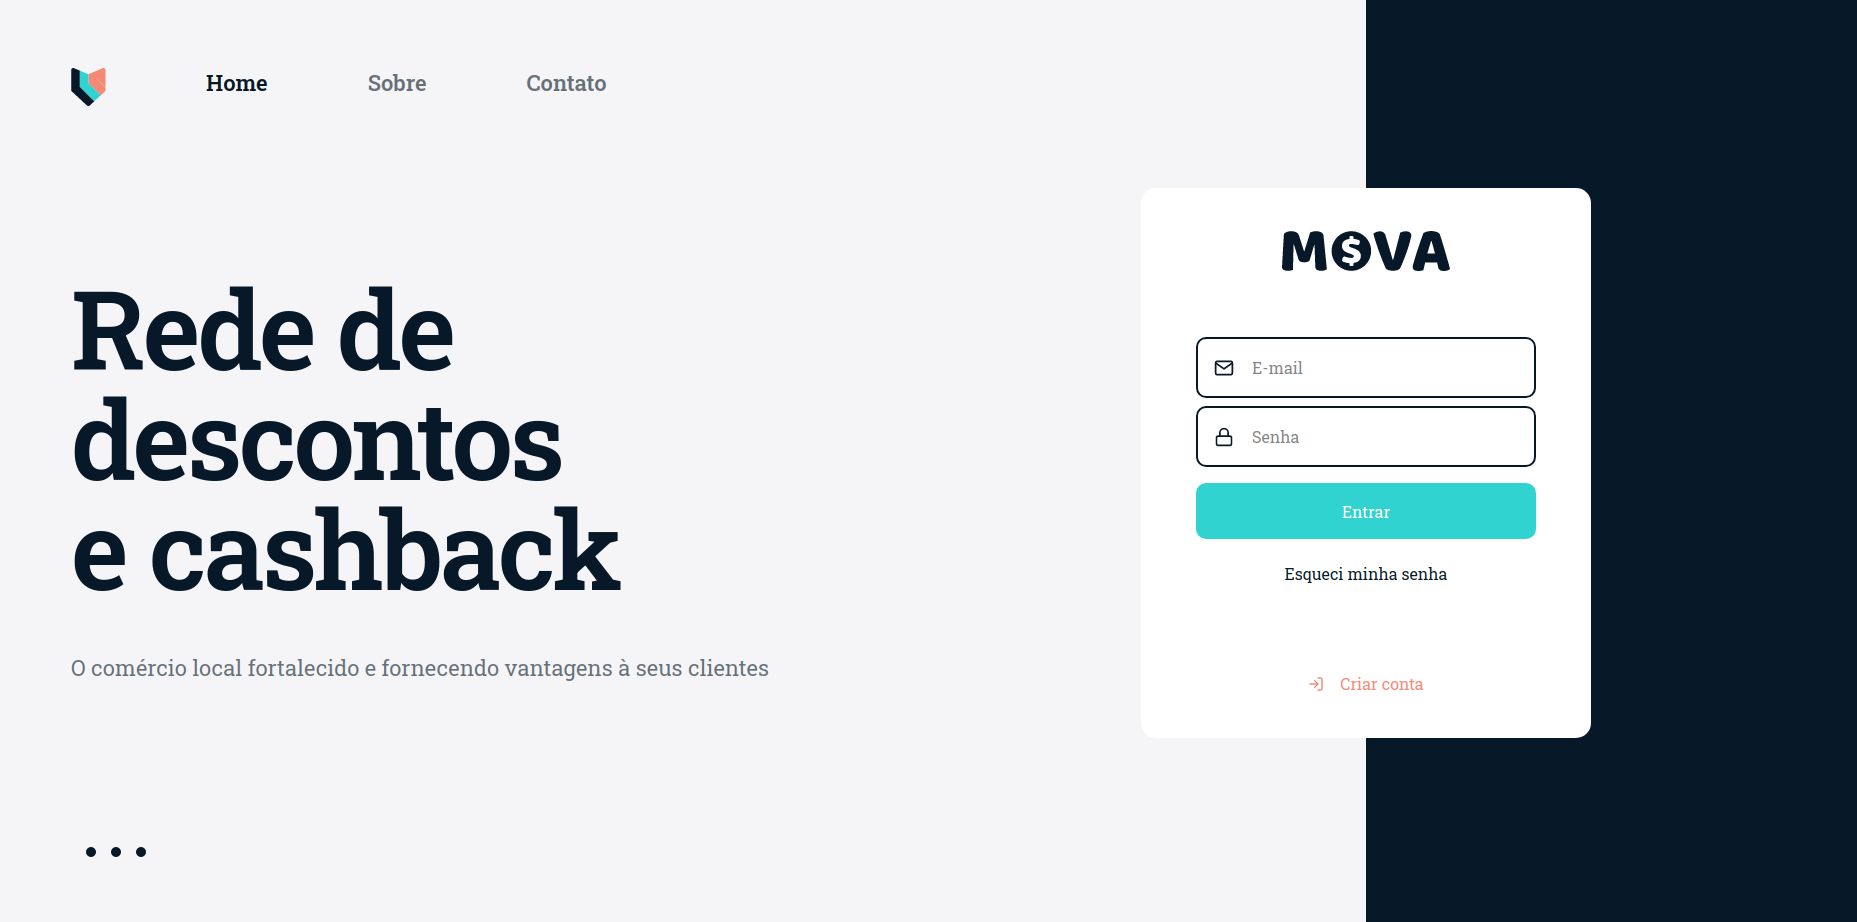 Home
Sobre
Contato
Rede de
descontos
e cashback
O comércio local fortalecido e fornecendo vantagens à seus clientes
MOVA
E-mail
Senha
Entrar
Esqueci minha senha
Criar conta